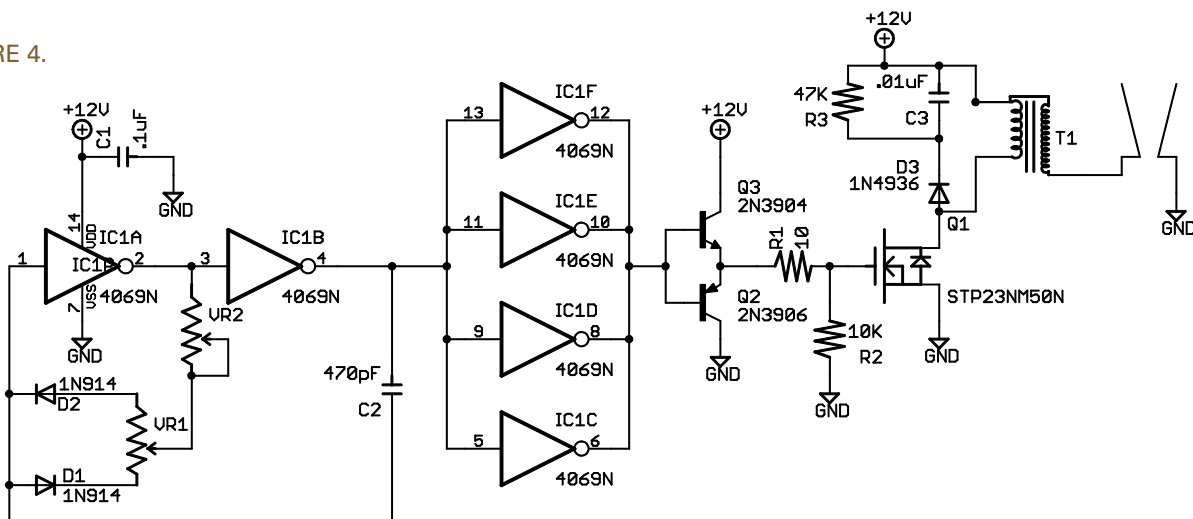 RE 4.
+12V
C1
.1uF
GND
14
VDD
1
IC1A
IC1P
2
4069N
7
VSS
GND
3
IC1B
4
4069N
VR2
1N914
D2
VR1
D1
1N914
470pF
C2
13
IC1F
12
4069N
11
IC1E
10
4069N
9
IC1D
8
4069N
5
IC1C
6
4069N
+12V
Q3
2N3904
R1
10
Q2
2N3906
GND
10K
R2
GND
+12V
47K
R3
.01uF
C3
D3
1N4936
Q1
STP23NM50N
GND
T1
GND